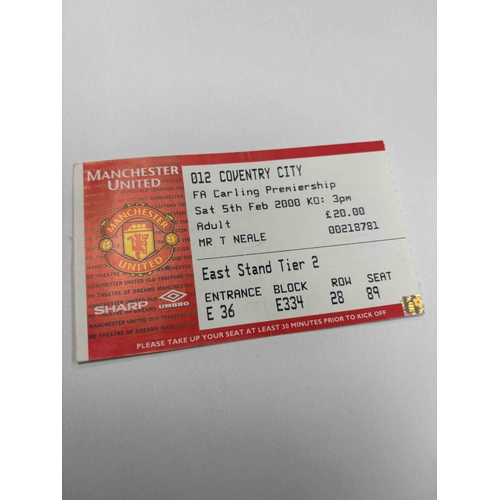 MANCHESTER
UNITED
MANCHESTER
UNITED
SHARP UMBRO
012 COVENTRY CITY
FA Carling Premiership
Sat 5th Feb 2000 KO: 3pm
Adult £20.00
MR T NEALE 00218781
East Stand Tier 2
ENTRANCE BLOCK ROW SEAT
E 36 E334 28 89
PLEASE TAKE UP YOUR SEAT AT LEAST 30 MINUTES PRIOR TO KICK OFF